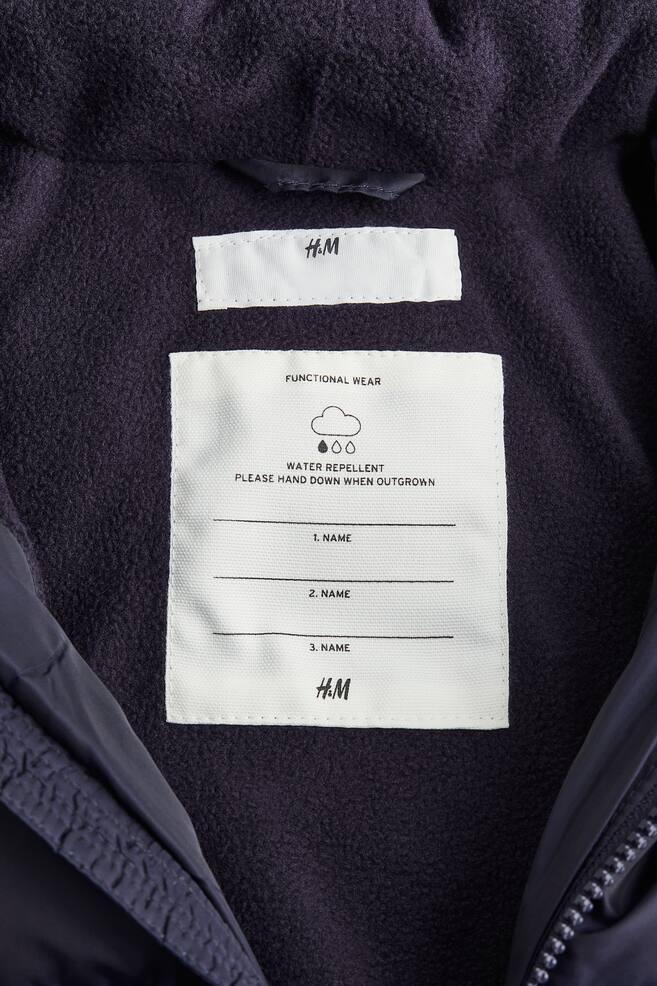 H&M
FUNCTIONAL WEAR
WATER REPELLENT
PLEASE HAND DOWN WHEN OUTGROWN
1. NAME
2. NAME
3. NAME
H&M